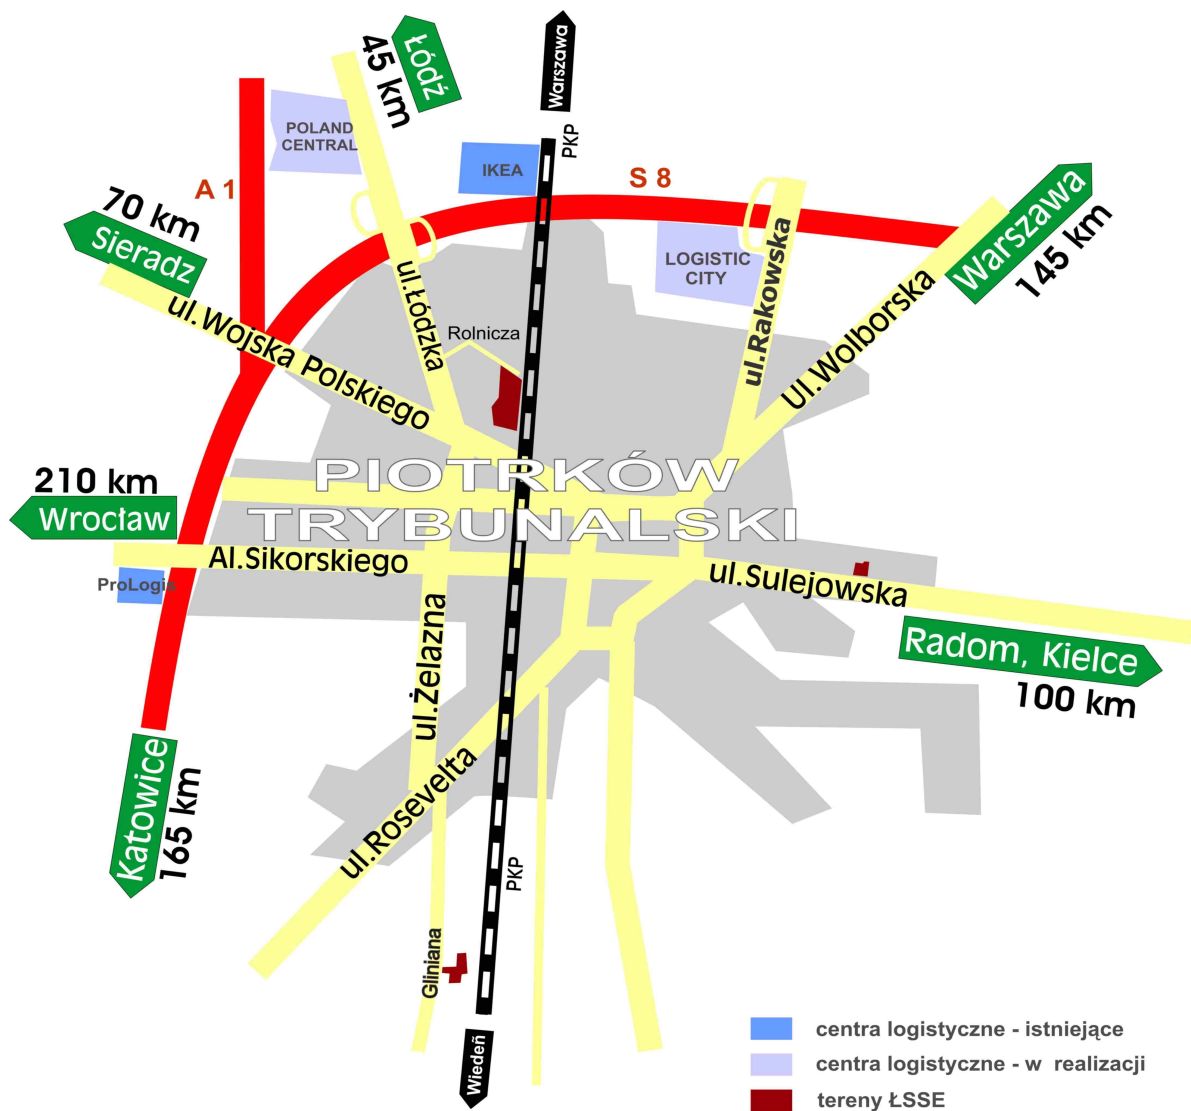 Łódź
45 km
Warszawa
PKP
POLAND
CENTRAL
IKEA
A 1
S 8
70 km
Sieradz
Warszawa
145 km
LOGISTIC
CITY
ul.Wojska Polskiego
ul.Łódzka
Rolnicza
ul.Rakowska
Ul.Wolborska
210 km
Wrocław
PIOTRKÓW
TRYBUNALSKI
Al.Sikorskiego
ProLogis
ul.Sulejowska
Radom, Kielce
100 km
ul.Żelazna
Katowice
165 km
ul.Rosevelta
PKP
Gliniana
Wiedeñ
centra logistyczne - istniejące
centra logistyczne - w realizacji
tereny ŁSSE